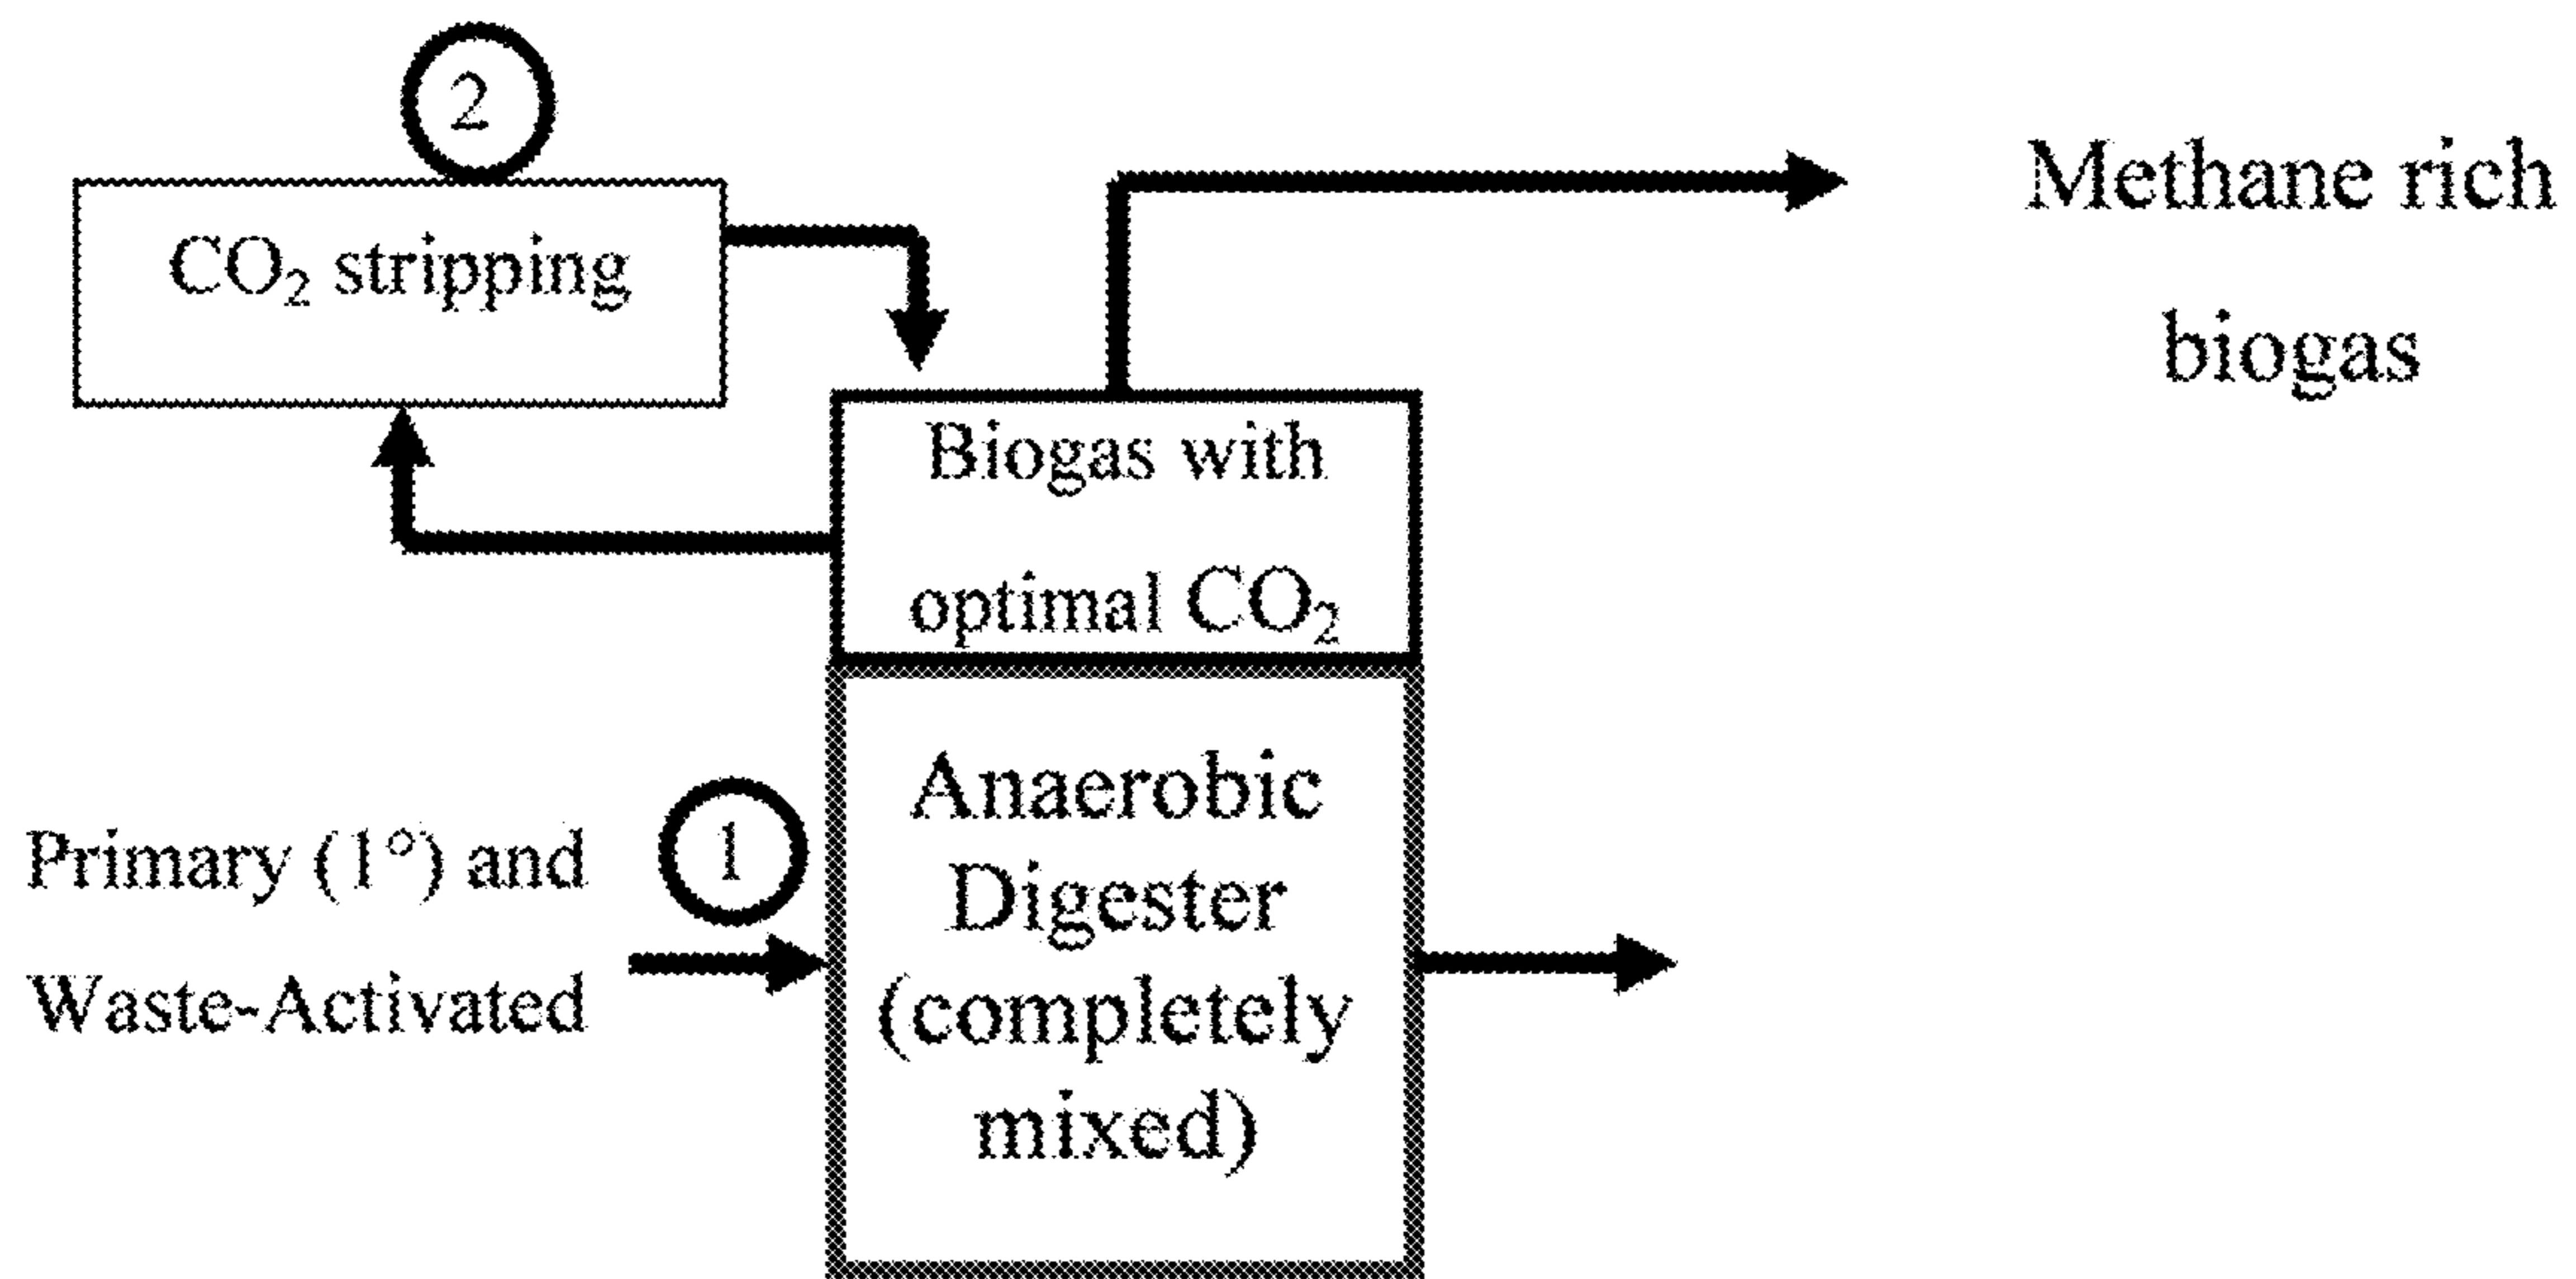 2
CO₂ stripping
Methane rich
biogas
Biogas with
optimal CO₂
Primary (1°) and
Waste-Activated
1
Anaerobic
Digester
(completely
mixed)